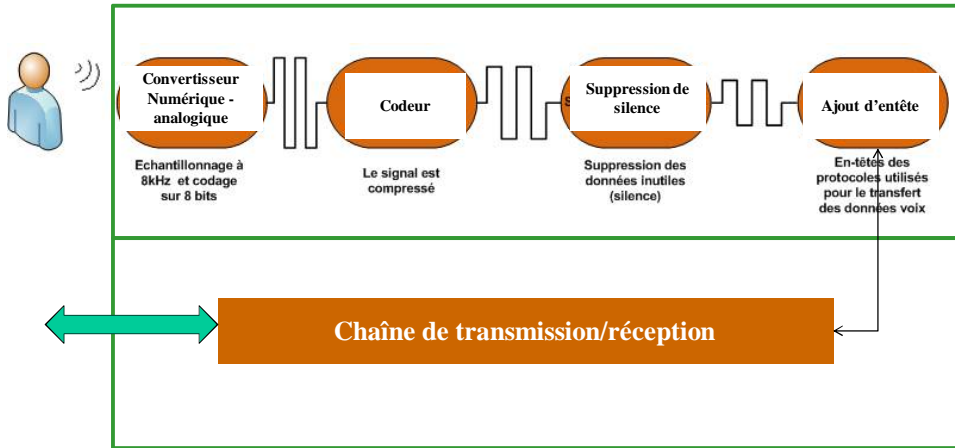 Convertisseur
Numérique -
analogique
Echantillonnage à
8kHz et codage
sur 8 bits
Codeur
Le signal est
compressé
S
Suppression de
silence
Suppression des
données inutiles
(silence)
Ajout d'entête
En-têtes des
protocoles utilisés
pour le transfert
des données voix
Chaîne de transmission/réception